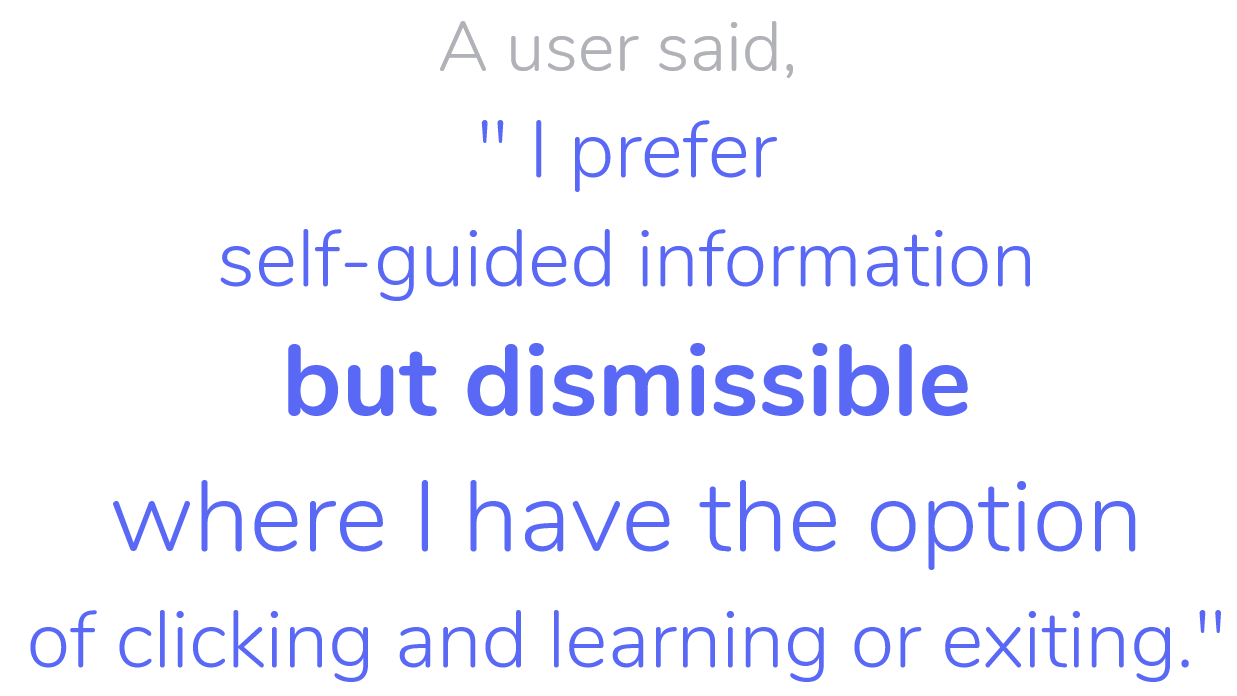 A user said,
" I prefer
self-guided information
but dismissible
where I have the option
of clicking and learning or exiting."